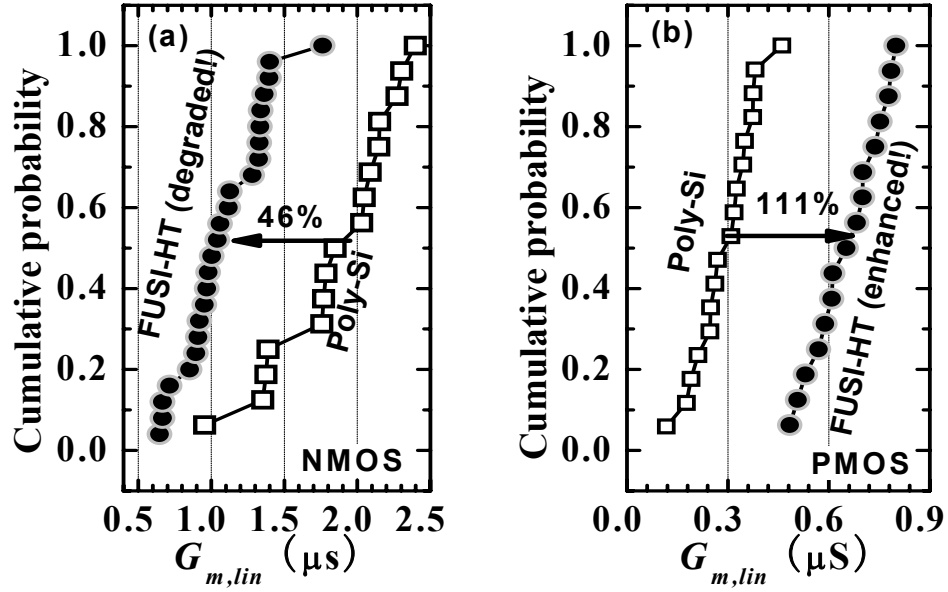 (a)
Cumulative probability
1.0
0.8
0.6
0.4
0.2
0.0
FUSI-HT (degraded!)
46%
Poly-Si
NMOS
0.5 1.0 1.5 2.0 2.5
G m,lin (μs)
(b)
Cumulative probability
1.0
0.8
0.6
0.4
0.2
0.0
Poly-Si
111%
FUSI-HT (enhanced!)
PMOS
0.0 0.3 0.6 0.9
G m,lin (μS)